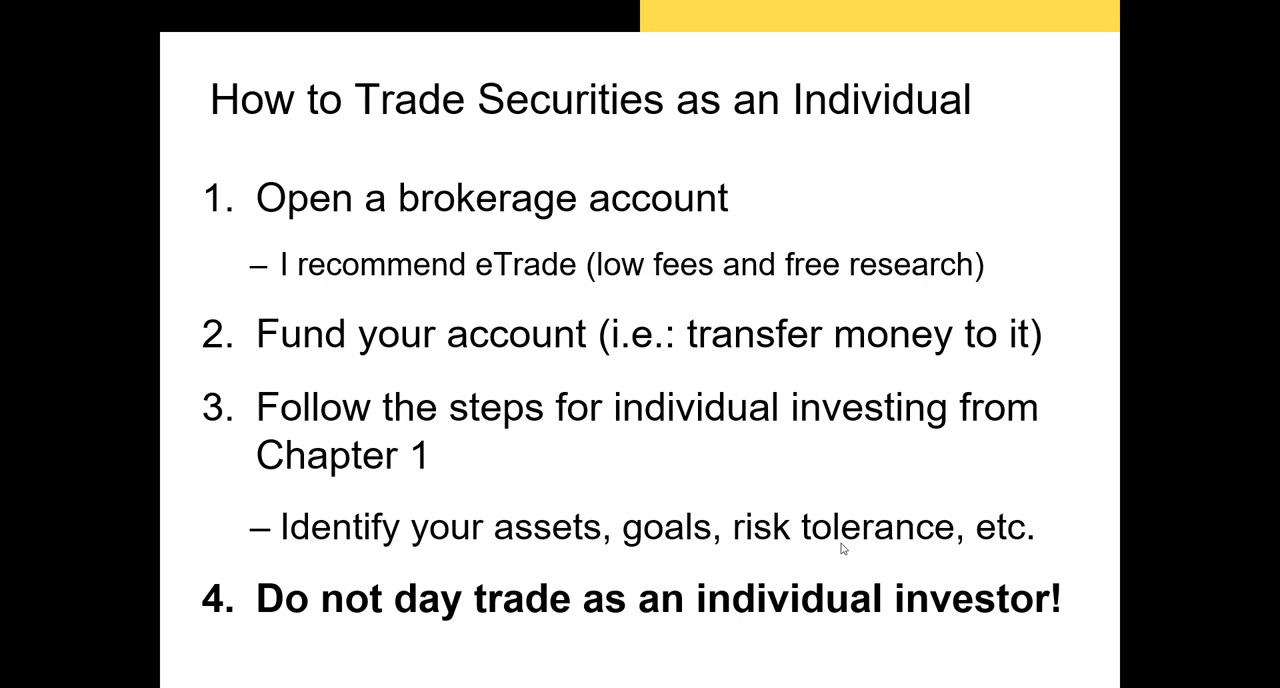 How to Trade Securities as an Individual
1. Open a brokerage account
– I recommend eTrade (low fees and free research)
2. Fund your account (i.e.: transfer money to it)
3. Follow the steps for individual investing from
Chapter 1
– Identify your assets, goals, risk tolerance, etc.
4. Do not day trade as an individual investor!